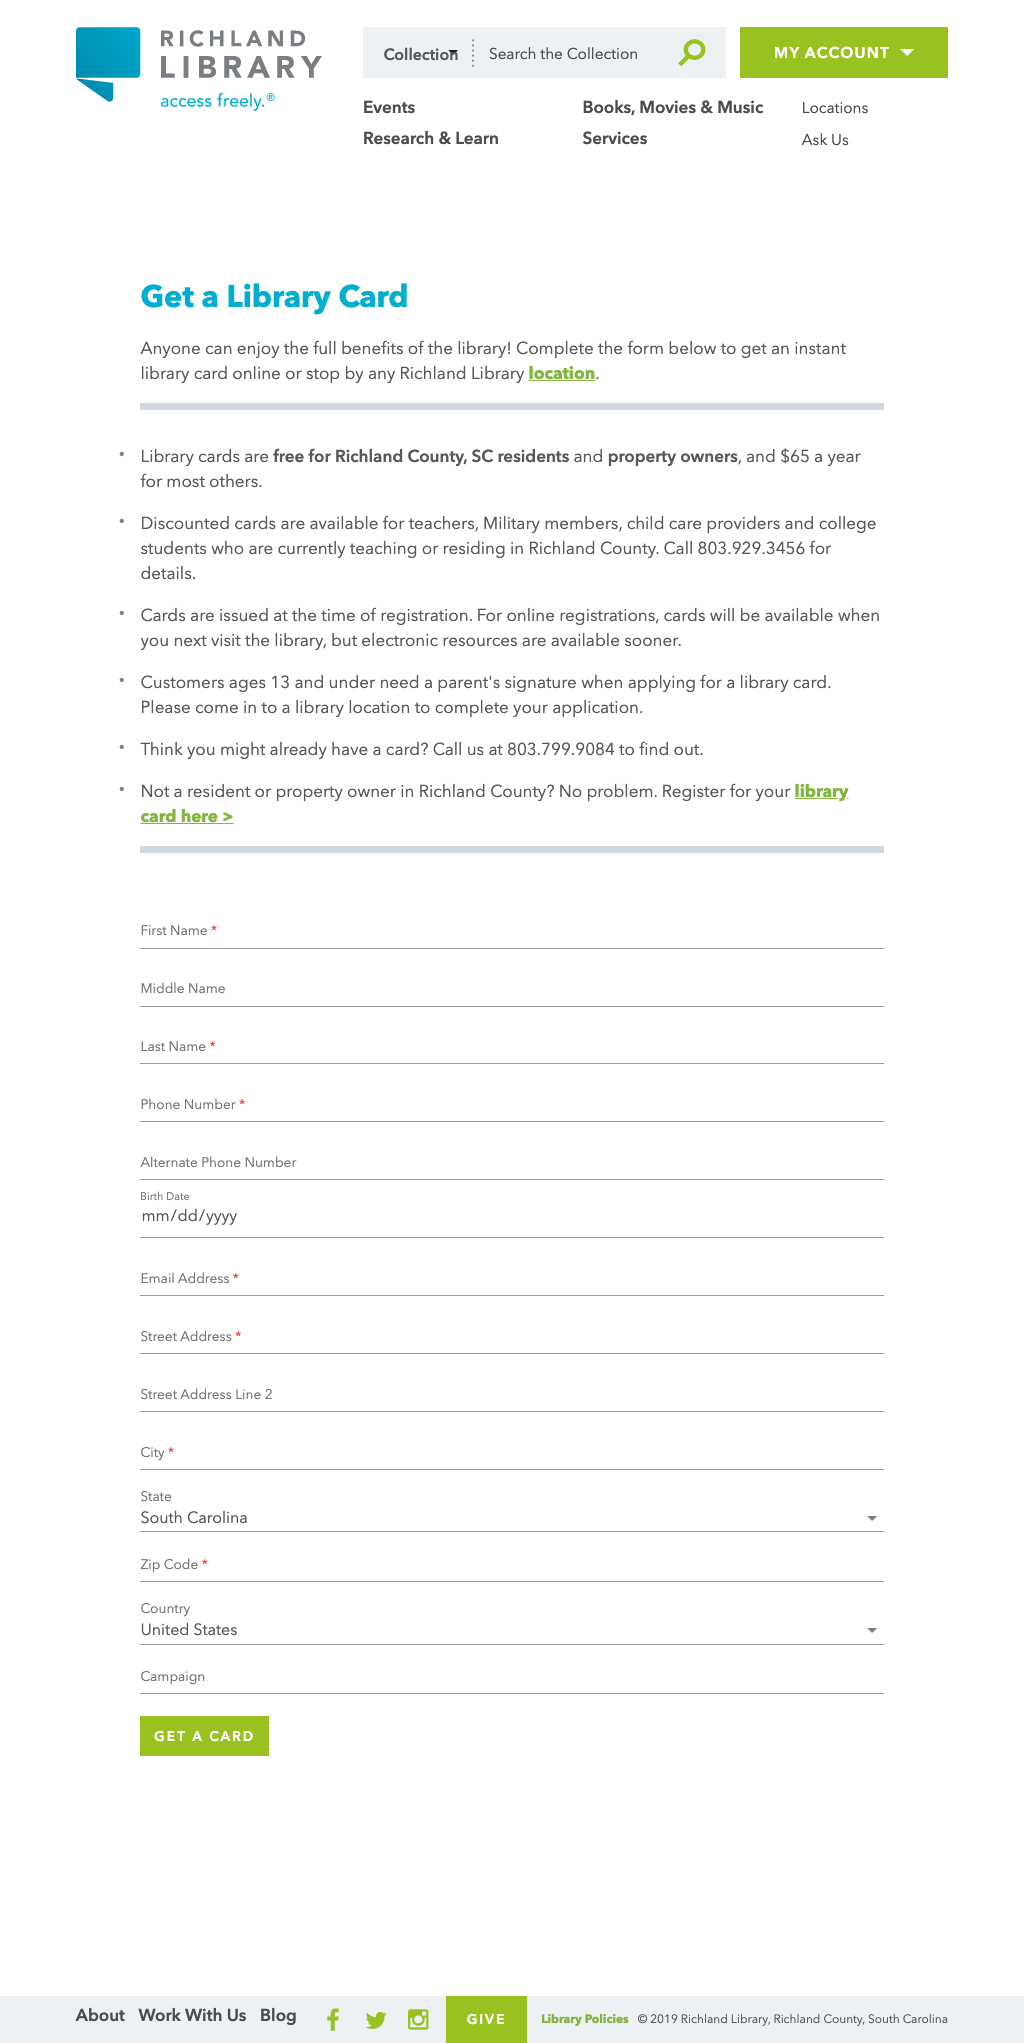 RICHLAND
LIBRARY
access freely.®
Collection
Search the Collection
MY ACCOUNT
Events
Books, Movies & Music
Locations
Research & Learn
Services
Ask Us
Get a Library Card
Anyone can enjoy the full benefits of the library! Complete the form below to get an instant
library card online or stop by any Richland Library location.
• Library cards are free for Richland County, SC residents and property owners, and $65 a year
for most others.
• Discounted cards are available for teachers, Military members, child care providers and college
students who are currently teaching or residing in Richland County. Call 803.929.3456 for
details.
• Cards are issued at the time of registration. For online registrations, cards will be available when
you next visit the library, but electronic resources are available sooner.
• Customers ages 13 and under need a parent's signature when applying for a library card.
Please come in to a library location to complete your application.
• Think you might already have a card? Call us at 803.799.9084 to find out.
• Not a resident or property owner in Richland County? No problem. Register for your library
card here >
First Name *
Middle Name
Last Name *
Phone Number *
Alternate Phone Number
Birth Date
mm/dd/yyyy
Email Address *
Street Address *
Street Address Line 2
City *
State
South Carolina
Zip Code *
Country
United States
Campaign
GET A CARD
About Work With Us Blog
GIVE
Library Policies © 2019 Richland Library, Richland County, South Carolina